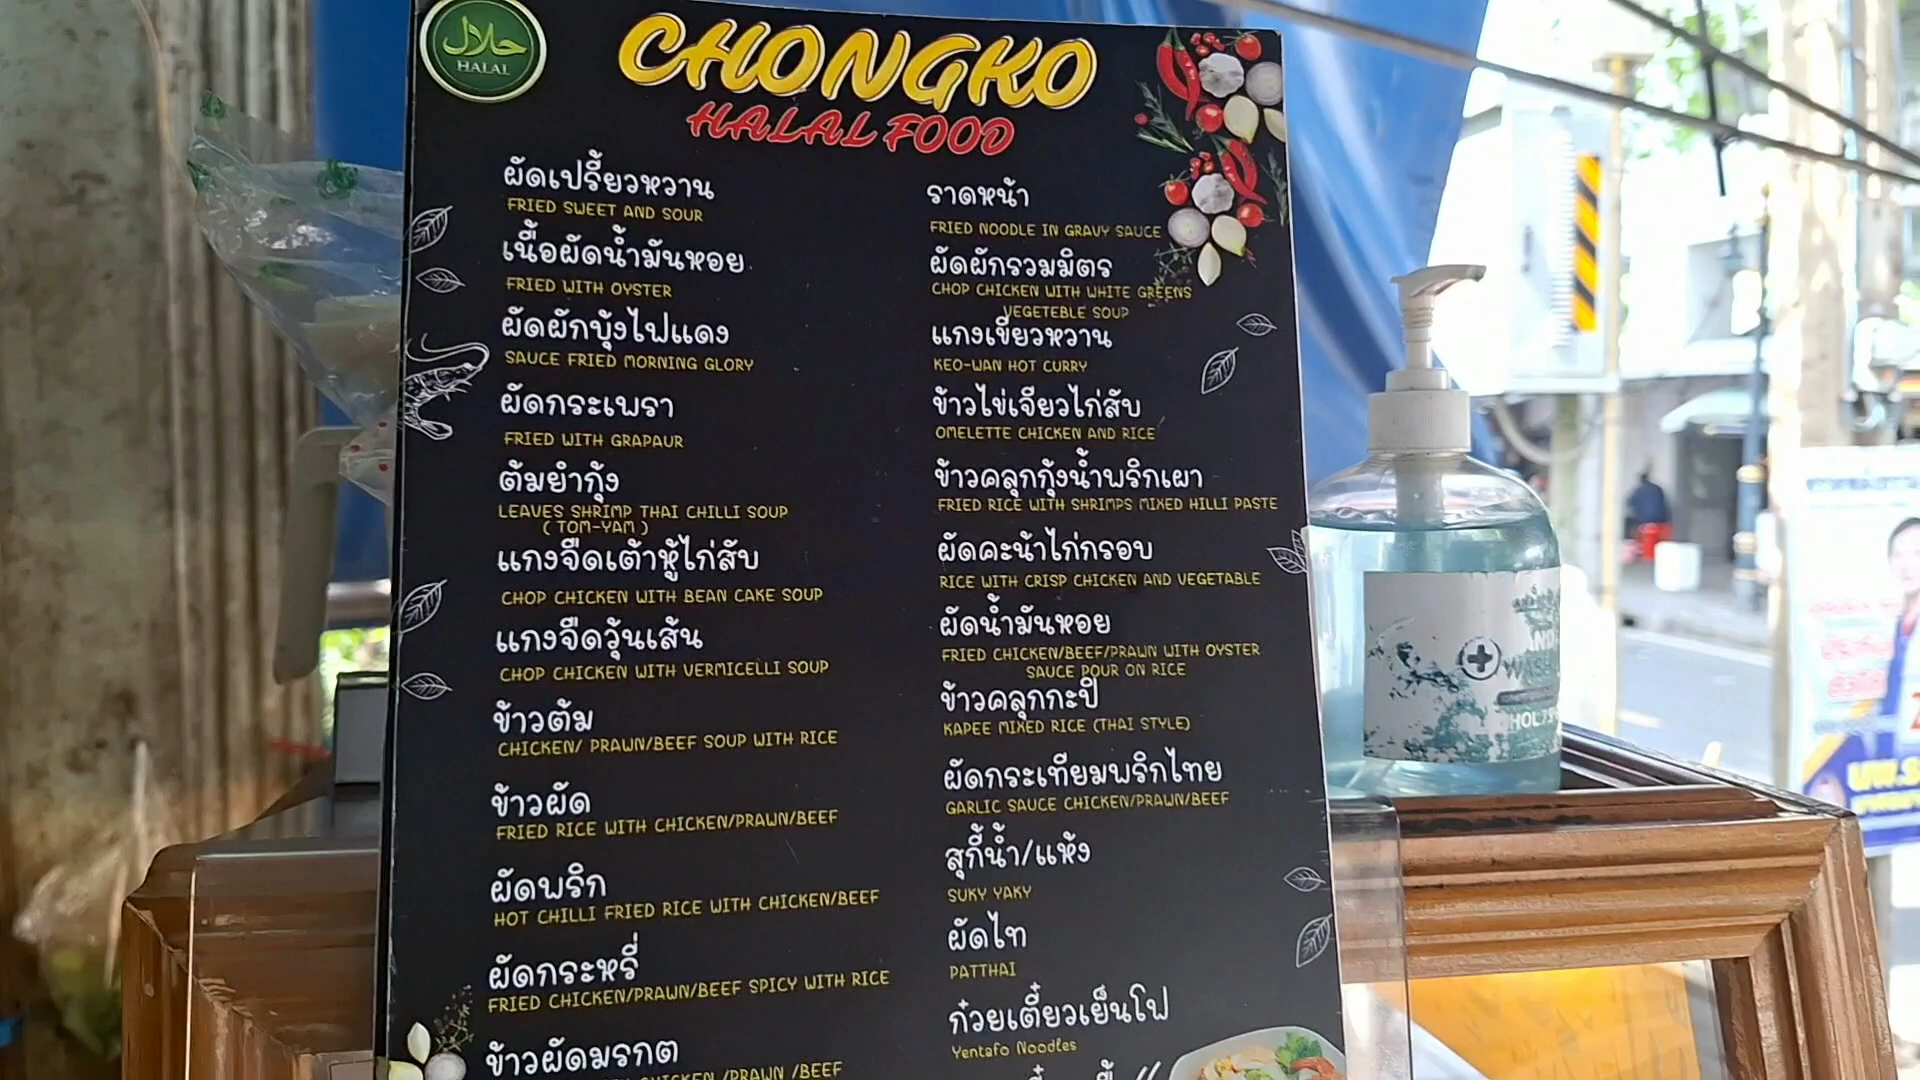 حلال
HALAL
CHONGKO
HALAL FOOD
ผัดเปรี้ยวหวาน
FRIED SWEET AND SOUR
เนื้อผัดน้ำมันหอย
FRIED WITH OYSTER
ผัดผักบุ้งไฟแดง
SAUCE FRIED MORNING GLORY
ผัดกระเพรา
FRIED WITH GRAPAUR
ต้มยำกุ้ง
LEAVES SHRIMP THAI CHILLI SOUP
( TOM-YAM )
แกงจืดเต้าหู้ไก่สับ
CHOP CHICKEN WITH BEAN CAKE SOUP
แกงจืดวุ้นเส้น
CHOP CHICKEN WITH VERMICELLI SOUP
ข้าวต้ม
CHICKEN/ PRAWN/BEEF SOUP WITH RICE
ข้าวผัด
FRIED RICE WITH CHICKEN/PRAWN/BEEF
ผัดพริก
HOT CHILLI FRIED RICE WITH CHICKEN/BEEF
ผัดกระหรี่
FRIED CHICKEN/PRAWN/BEEF SPICY WITH RICE
ข้าวผัดมรกต
CHICKEN /PRAWN /BEEF
ราดหน้า
FRIED NOODLE IN GRAVY SAUCE
ผัดผักรวมมิตร
CHOP CHICKEN WITH WHITE GREENS
VEGETEBLE SOUP
แกงเขียวหวาน
KEO-WAN HOT CURRY
ข้าวไข่เจียวไก่สับ
OMELETTE CHICKEN AND RICE
ข้าวคลุกกุ้งน้ำพริกเผา
FRIED RICE WITH SHRIMPS MIXED HILLI PASTE
ผัดคะน้าไก่กรอบ
RICE WITH CRISP CHICKEN AND VEGETABLE
ผัดน้ำมันหอย
FRIED CHICKEN/BEEF/PRAWN WITH OYSTER
SAUCE POUR ON RICE
ข้าวคลุกกะปิ
KAPEE MIXED RICE (THAI STYLE)
ผัดกระเทียมพริกไทย
GARLIC SAUCE CHICKEN/PRAWN/BEEF
สุกี้น้ำ/แห้ง
SUKY YAKY
ผัดไท
PATTHAI
ก๋วยเตี๋ยวเย็นโฟ
Yentafo Noodles
WASH